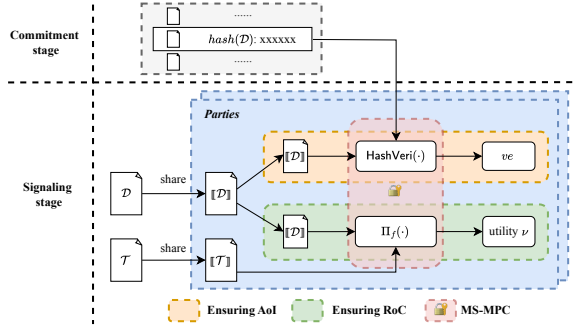 ......
Commitment
stage
hash(𝒟): xxxxxx
......
Parties
⟦𝒟⟧
HashVeri(·)
ve
Signaling
stage
𝒟
share
⟦𝒟⟧
⟦𝒟⟧
Π_f(·)
utility ν
𝒯
share
⟦𝒯⟧
Ensuring AoI
Ensuring RoC
MS-MPC